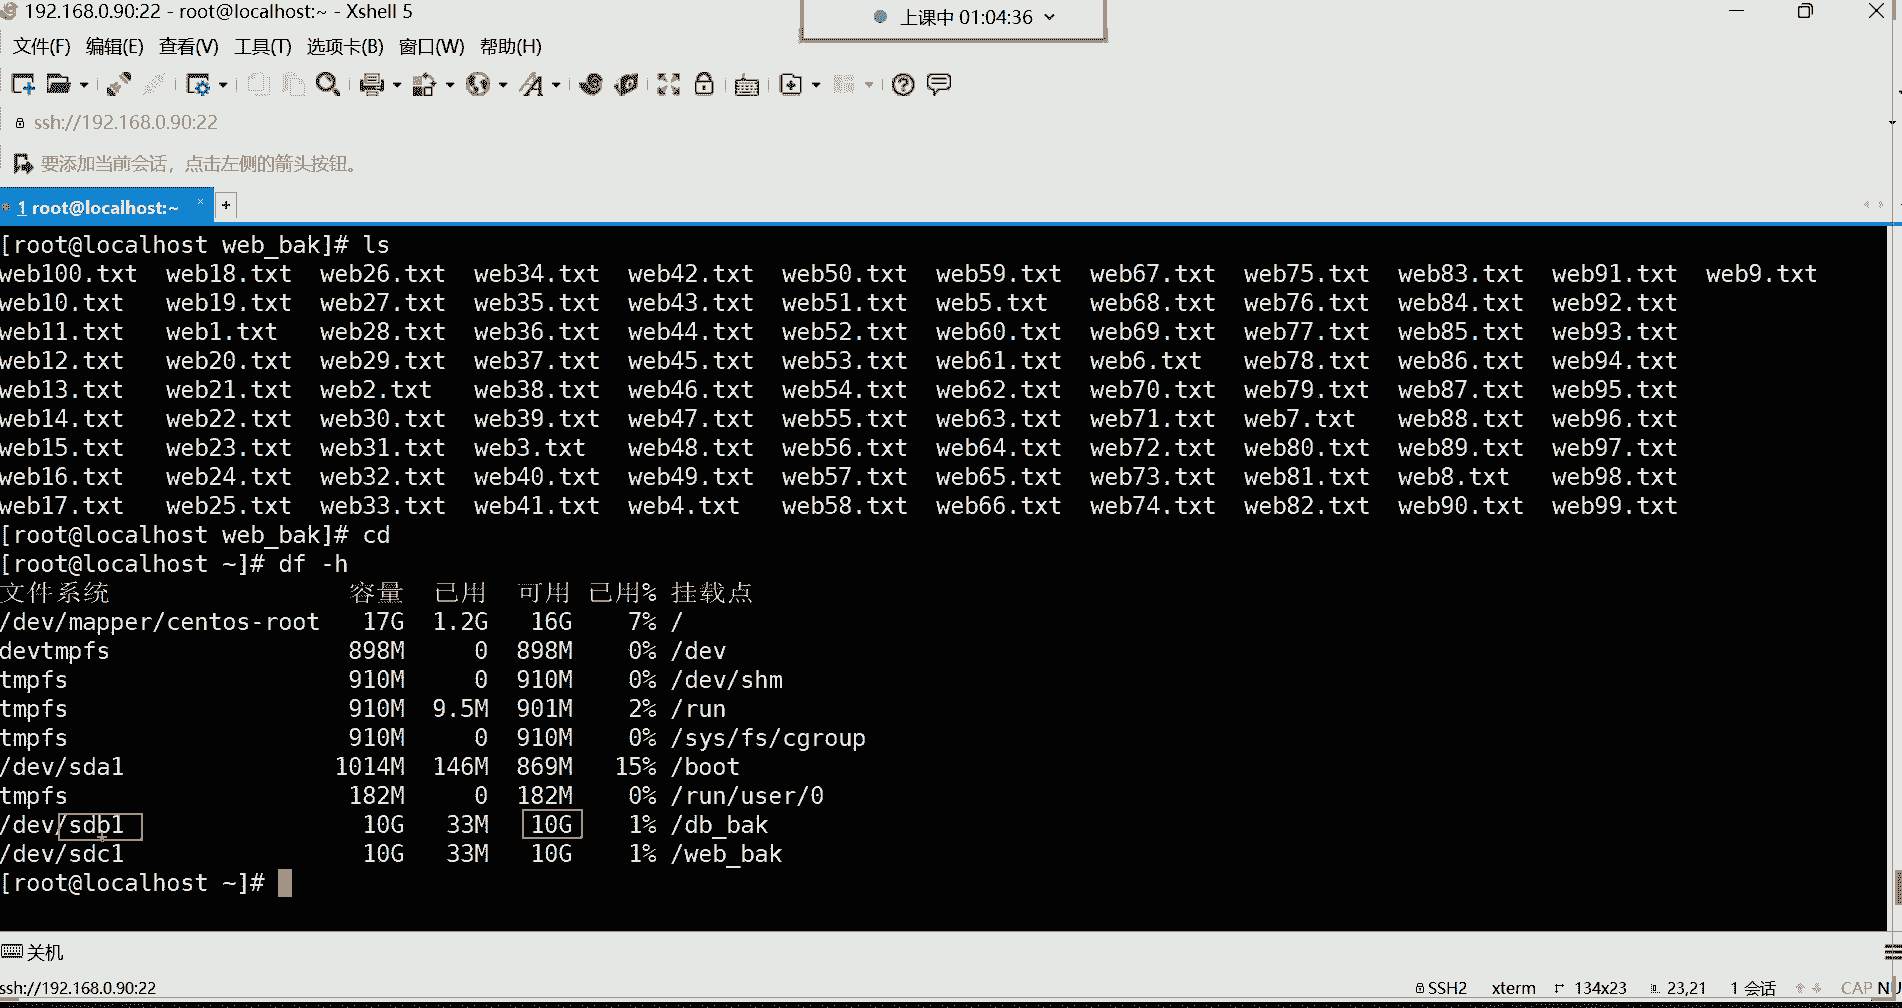 192.168.0.90:22 - root@localhost:~ - Xshell 5
上课中 01:04:36
文件(F) 编辑(E) 查看(V) 工具(T) 选项卡(B) 窗口(W) 帮助(H)
ssh://192.168.0.90:22
要添加当前会话，点击左侧的箭头按钮。
1 root@localhost:~ × +
[root@localhost web_bak]# ls
web100.txt web18.txt web26.txt web34.txt web42.txt web50.txt web59.txt web67.txt web75.txt web83.txt web91.txt web9.txt
web10.txt web19.txt web27.txt web35.txt web43.txt web51.txt web5.txt web68.txt web76.txt web84.txt web92.txt
web11.txt web1.txt web28.txt web36.txt web44.txt web52.txt web60.txt web69.txt web77.txt web85.txt web93.txt
web12.txt web20.txt web29.txt web37.txt web45.txt web53.txt web61.txt web6.txt web78.txt web86.txt web94.txt
web13.txt web21.txt web2.txt web38.txt web46.txt web54.txt web62.txt web70.txt web79.txt web87.txt web95.txt
web14.txt web22.txt web30.txt web39.txt web47.txt web55.txt web63.txt web71.txt web7.txt web88.txt web96.txt
web15.txt web23.txt web31.txt web3.txt web48.txt web56.txt web64.txt web72.txt web80.txt web89.txt web97.txt
web16.txt web24.txt web32.txt web40.txt web49.txt web57.txt web65.txt web73.txt web81.txt web8.txt web98.txt
web17.txt web25.txt web33.txt web41.txt web4.txt web58.txt web66.txt web74.txt web82.txt web90.txt web99.txt
[root@localhost web_bak]# cd
[root@localhost ~]# df -h
文件系统 容量 已用 可用 已用% 挂载点
/dev/mapper/centos-root 17G 1.2G 16G 7% /
devtmpfs 898M 0 898M 0% /dev
tmpfs 910M 0 910M 0% /dev/shm
tmpfs 910M 9.5M 901M 2% /run
tmpfs 910M 0 910M 0% /sys/fs/cgroup
/dev/sda1 1014M 146M 869M 15% /boot
tmpfs 182M 0 182M 0% /run/user/0
/dev/sdb1 10G 33M 10G 1% /db_bak
/dev/sdc1 10G 33M 10G 1% /web_bak
[root@localhost ~]#
关机
ssh://192.168.0.90:22 SSH2 xterm 134x23 23,21 1 会话 CAP